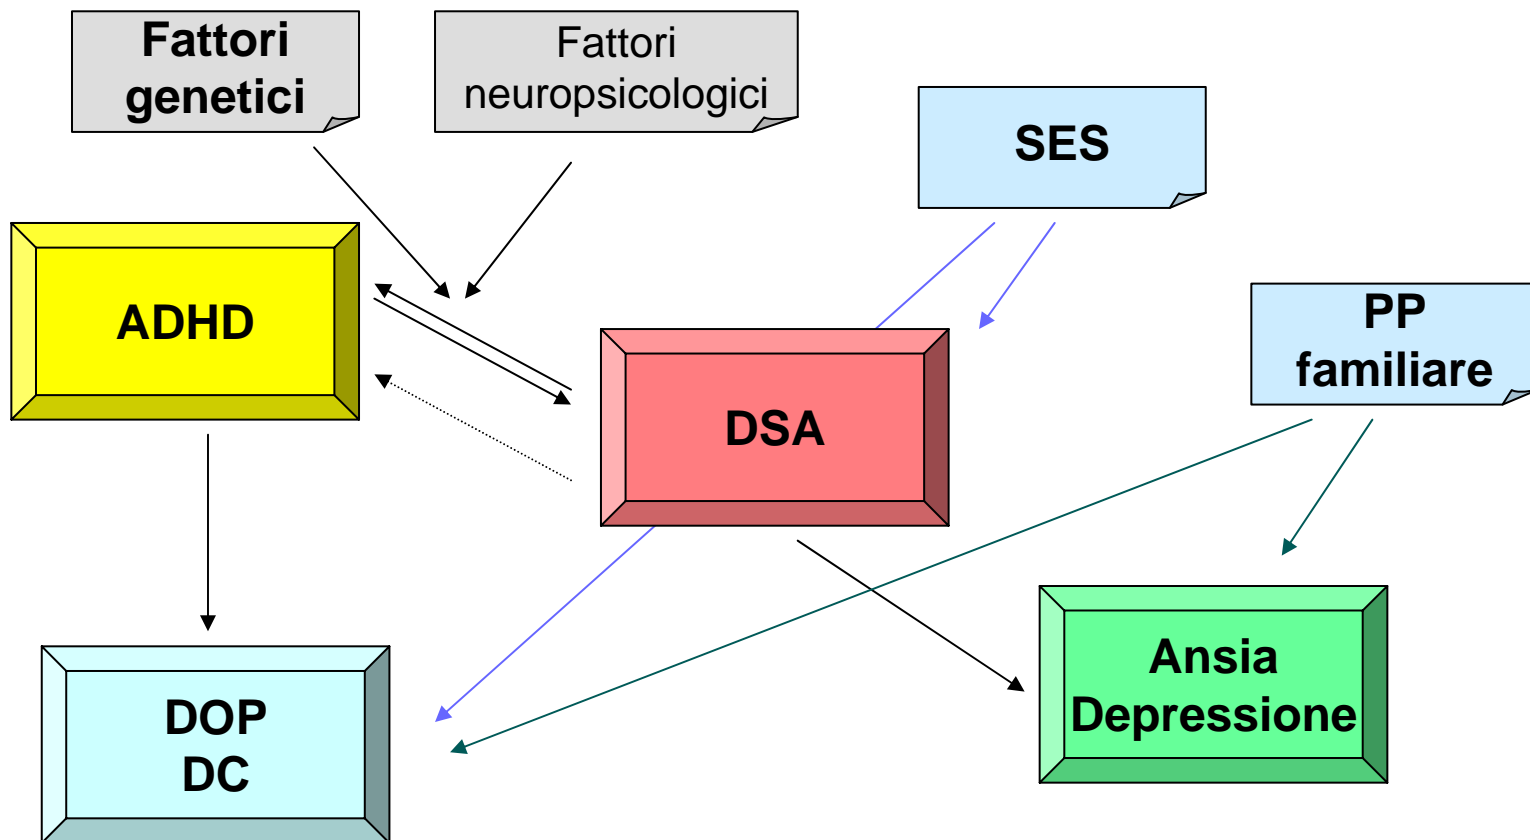 Fattori
genetici
Fattori
neuropsicologici
SES
ADHD
PP
familiare
DSA
Ansia
Depressione
DOP
DC